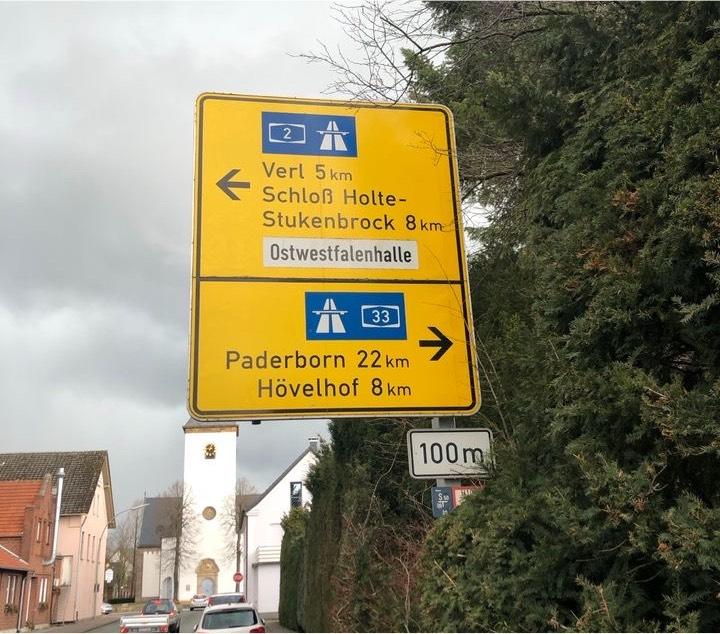 2
Verl 5 km
Schloß Holte-
Stukenbrock 8 km
Ostwestfalenhalle
33
Paderborn 22 km
Hövelhof 8 km
100 m